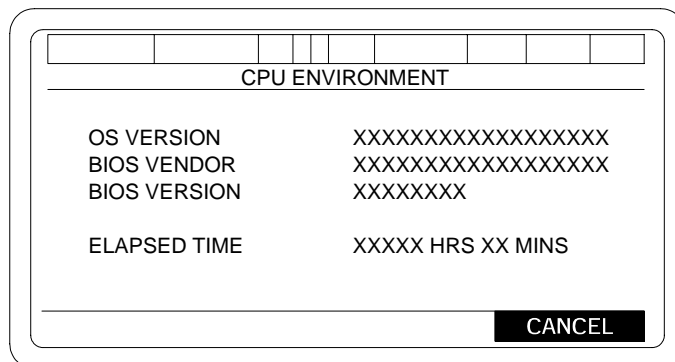 CPU ENVIRONMENT
OS VERSION XXXXXXXXXXXXXXXXXX
BIOS VENDOR XXXXXXXXXXXXXXXXXX
BIOS VERSION XXXXXXXX
ELAPSED TIME XXXXX HRS XX MINS
CANCEL